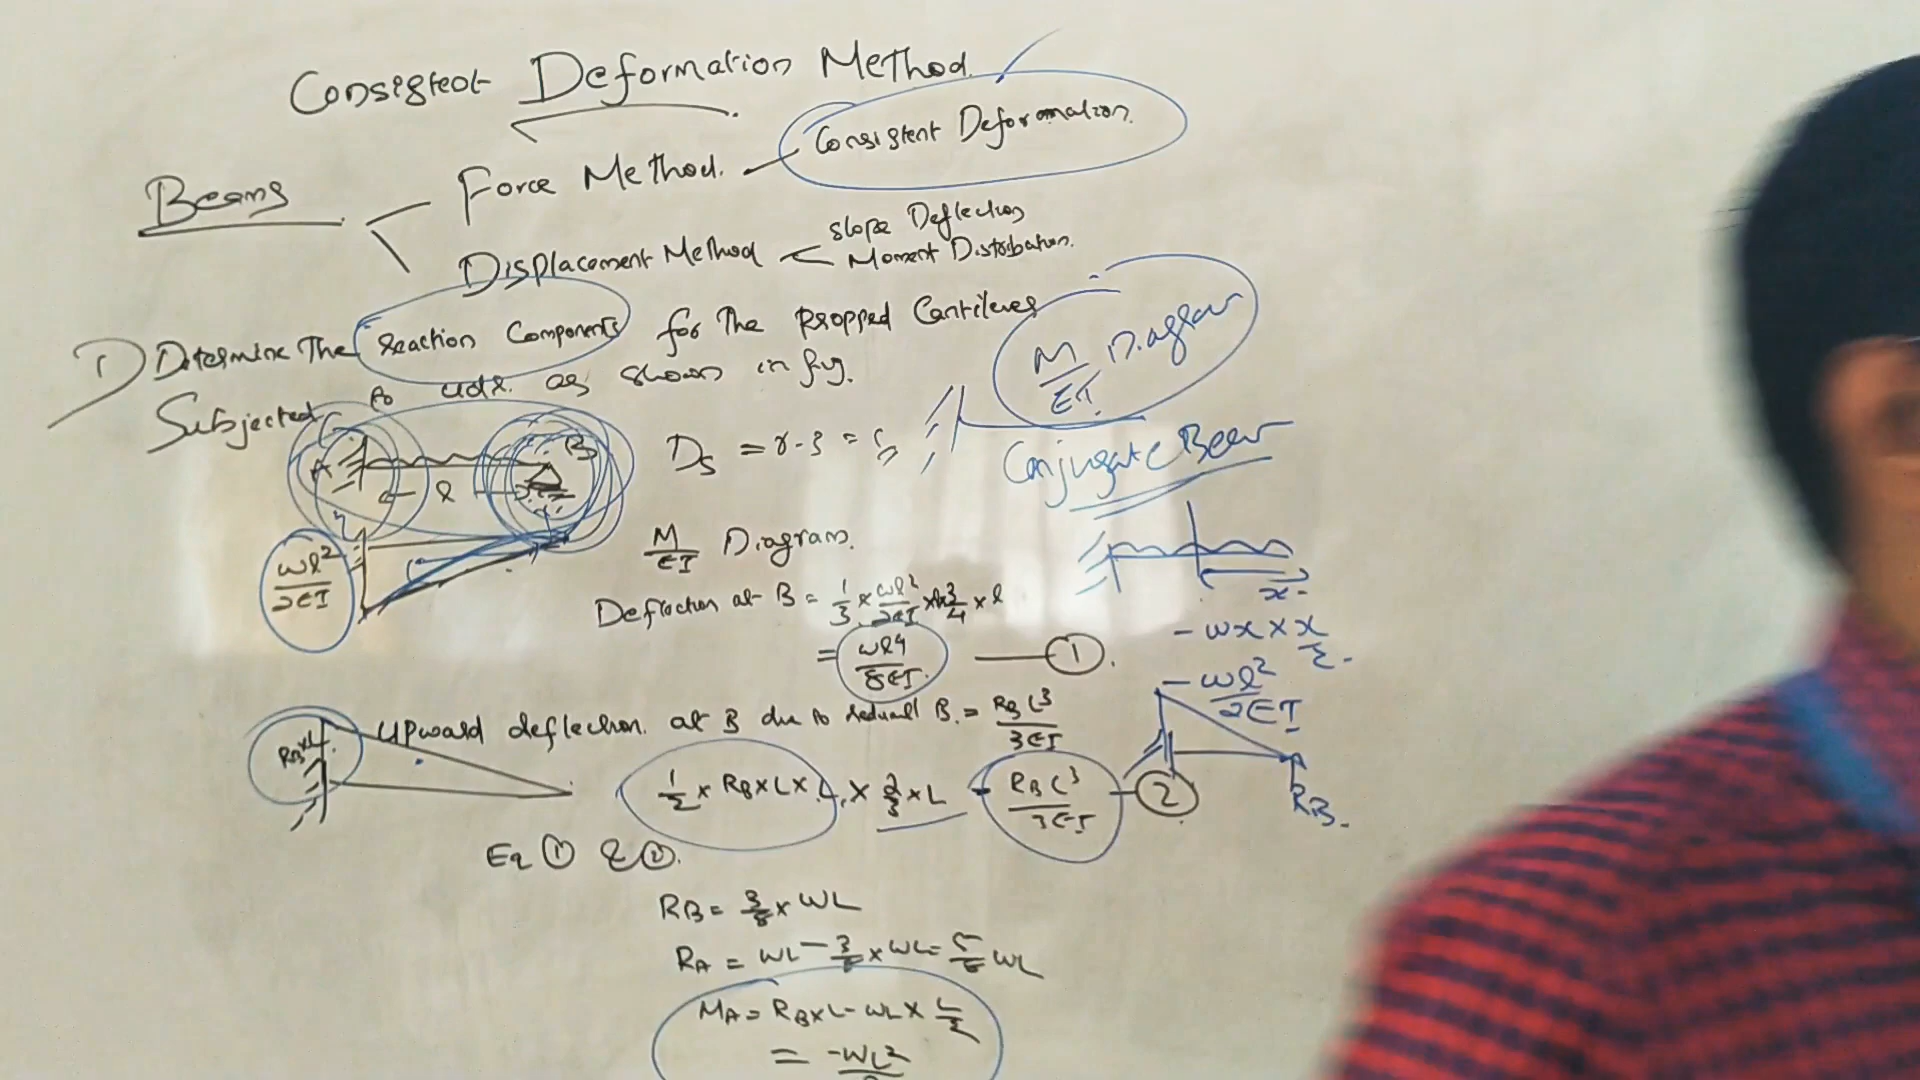 Consistent Deformation Method
Beams
Force Method. — Consistent Deformation.
Displacement Method < Slope Deflection
Moment Distribution.
1) Determine The reaction Components for The Propped Cantilever
Subjected to udl. as shown in fig.
M/EI Diagram
Conjugate Beam
A B
l
Ds = r-3 =
wl²/2EI
M/EI Diagram.
Deflection at B = 1/3 × wl²/2EI × l × 3/4 × l
= wl4/8EI. — 1.
x
- wx × x/2.
- wl²/2EI
Upward deflection. at B due to B. = RB L³/3EI
RB×L
1/2 × RB×L×L × 2/3 × L = RB L³/3EI — 2
RB.
Eq 1 & 2.
RB = 3/8 × WL
RA = WL - 3/8 × WL = 5/8 WL
MA = RB×L - WL × L/2
= -WL²/8